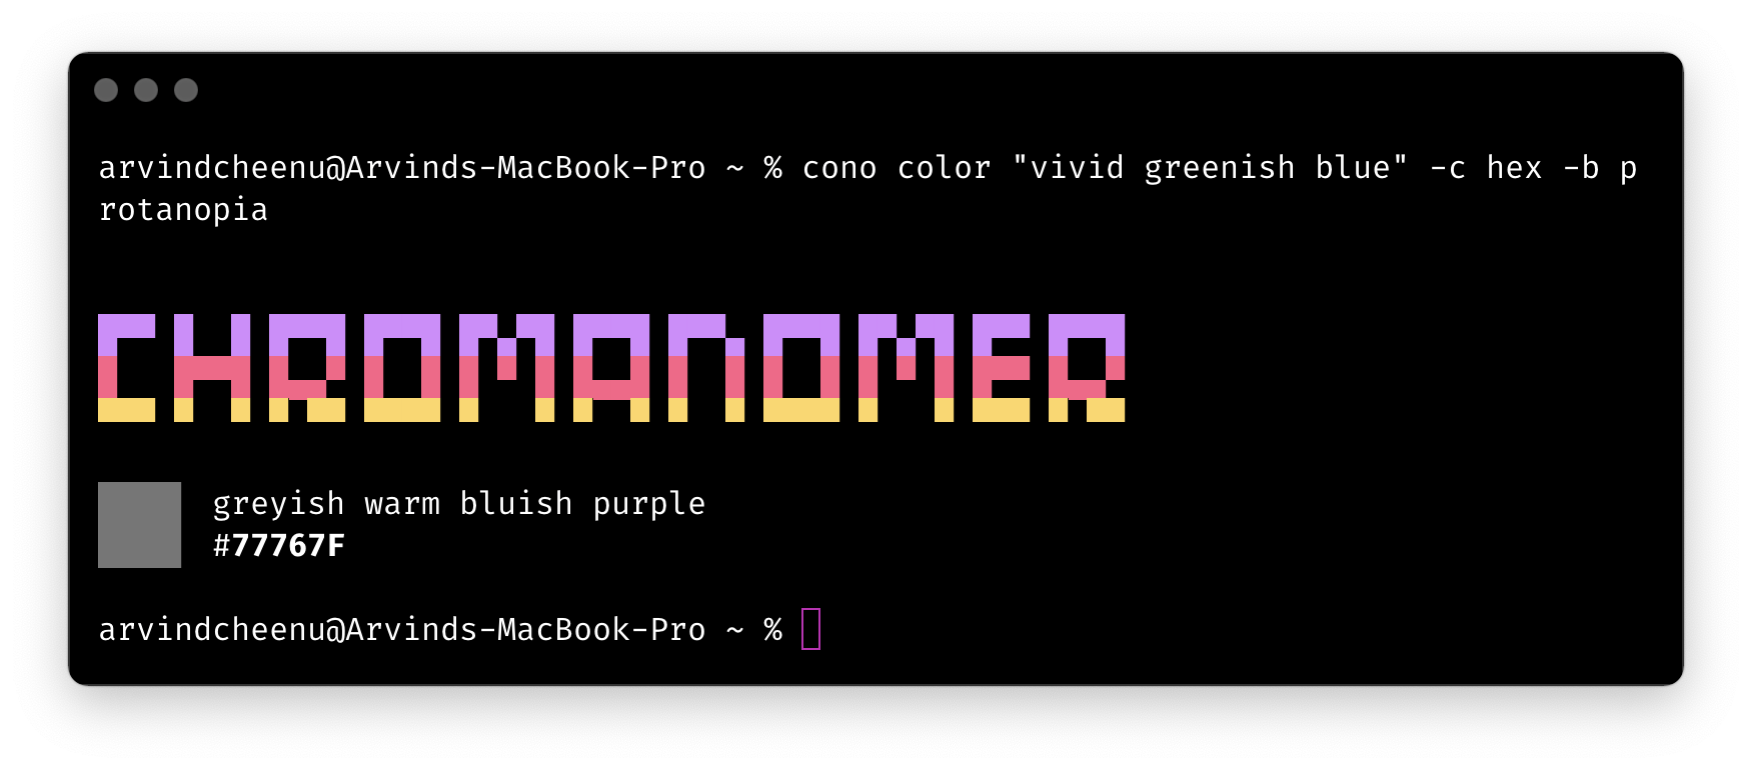 arvindcheenu@Arvinds-MacBook-Pro ~ % cono color "vivid greenish blue" -c hex -b p
rotanopia
CHROMANOMER
greyish warm bluish purple
#77767F
arvindcheenu@Arvinds-MacBook-Pro ~ %